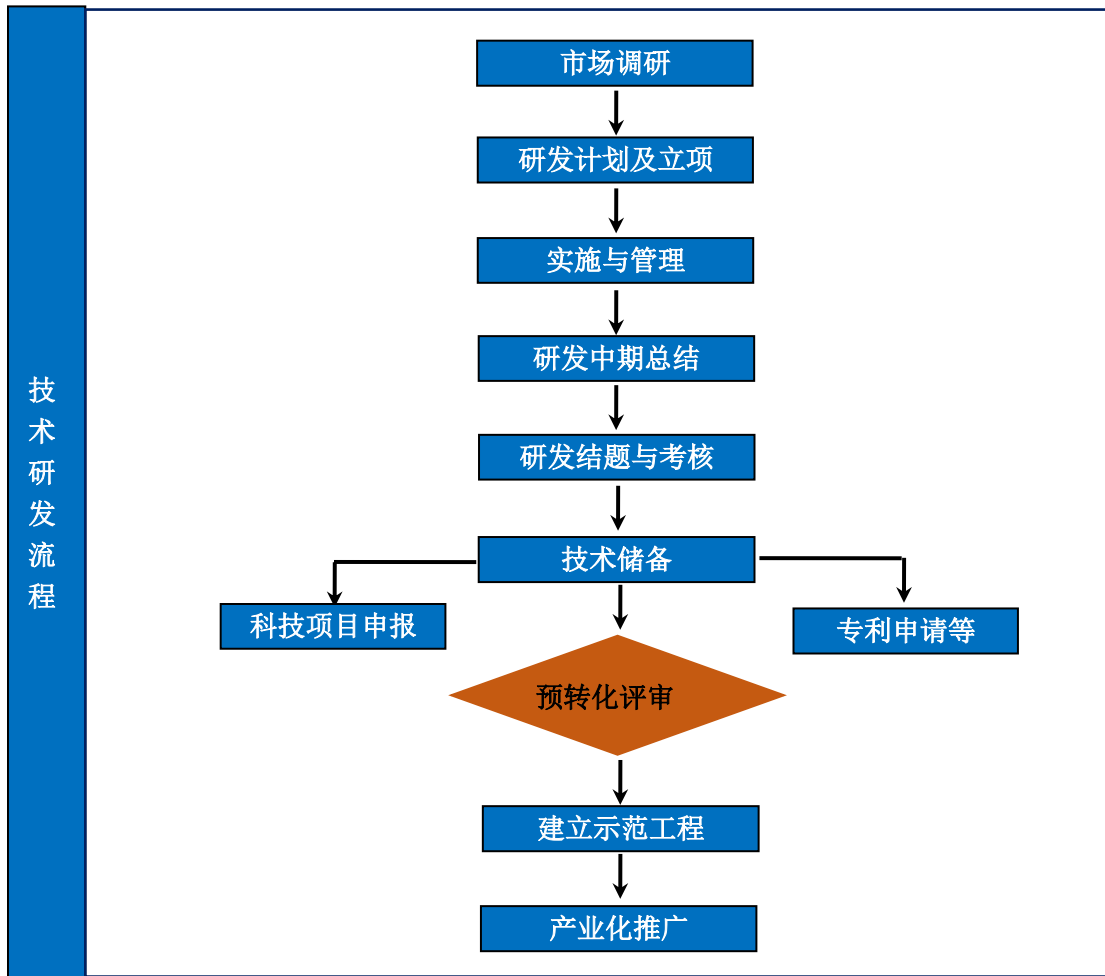 技术研发流程
市场调研
研发计划及立项
实施与管理
研发中期总结
研发结题与考核
技术储备
科技项目申报
专利申请等
预转化评审
建立示范工程
产业化推广